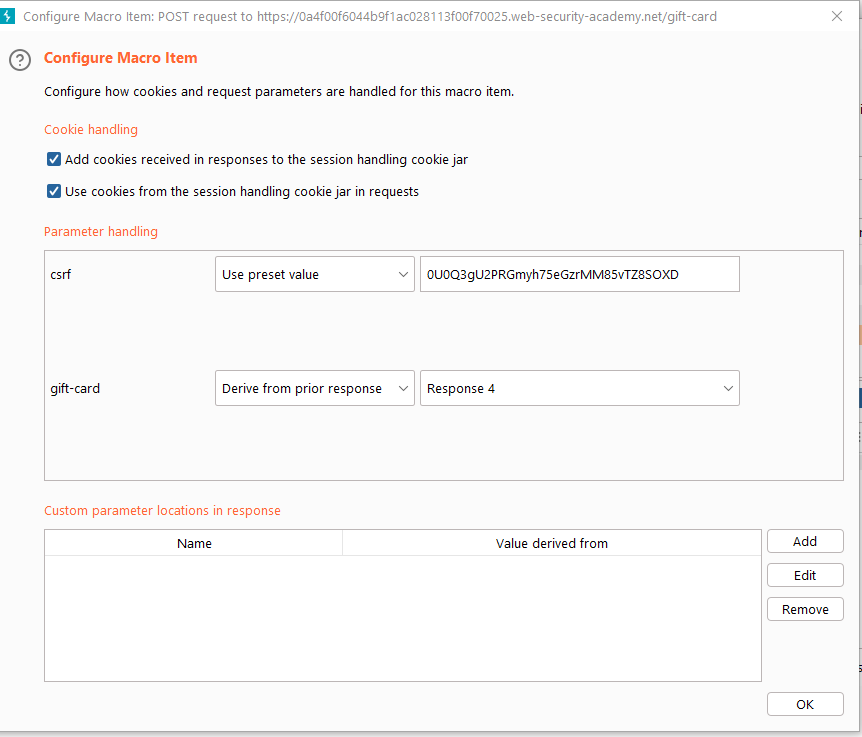 Configure Macro Item: POST request to https://0a4f00f6044b9f1ac028113f00f70025.web-security-academy.net/gift-card
Configure Macro Item
Configure how cookies and request parameters are handled for this macro item.
Cookie handling
Add cookies received in responses to the session handling cookie jar
Use cookies from the session handling cookie jar in requests
Parameter handling
csrf Use preset value 0U0Q3gU2PRGmyh75eGzrMM85vTZ8SOXD
gift-card Derive from prior response Response 4
Custom parameter locations in response
Name Value derived from
Add
Edit
Remove
OK